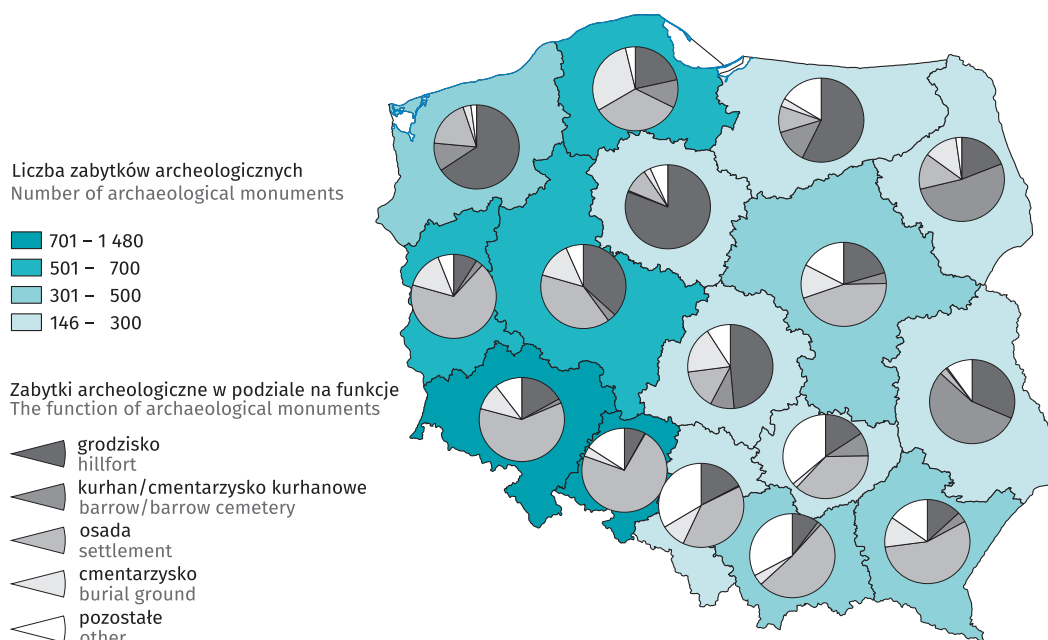 Liczba zabytków archeologicznych
Number of archaeological monuments
701 – 1 480
501 – 700
301 – 500
146 – 300
Zabytki archeologiczne w podziale na funkcje
The function of archaeological monuments
grodzisko
hillfort
kurhan/cmentarzysko kurhanowe
barrow/barrow cemetery
osada
settlement
cmentarzysko
burial ground
pozostałe
other